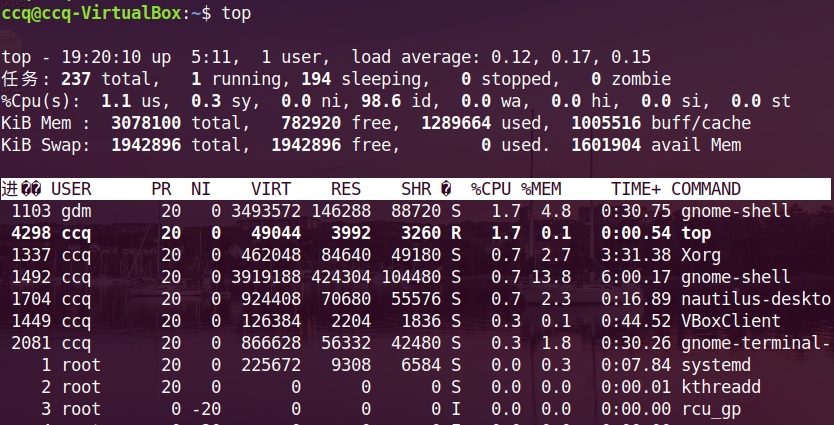 ccq@ccq-VirtualBox:~$ top
top - 19:20:10 up  5:11,  1 user,  load average: 0.12, 0.17, 0.15
任务: 237 total,   1 running, 194 sleeping,   0 stopped,   0 zombie
%Cpu(s):  1.1 us,  0.3 sy,  0.0 ni, 98.6 id,  0.0 wa,  0.0 hi,  0.0 si,  0.0 st
KiB Mem :  3078100 total,   782920 free,  1289664 used,  1005516 buff/cache
KiB Swap:  1942896 total,  1942896 free,        0 used.  1601904 avail Mem
进�� USER      PR  NI    VIRT    RES    SHR �  %CPU %MEM     TIME+ COMMAND
1103 gdm       20   0 3493572 146288  88720 S   1.7  4.8   0:30.75 gnome-shell
4298 ccq       20   0   49044   3992   3260 R   1.7  0.1   0:00.54 top
1337 ccq       20   0  462048  84640  49180 S   0.7  2.7   3:31.38 Xorg
1492 ccq       20   0 3919188 424304 104480 S   0.7 13.8   6:00.17 gnome-shell
1704 ccq       20   0  924408  70680  55576 S   0.7  2.3   0:16.89 nautilus-deskto
1449 ccq       20   0  126384   2204   1836 S   0.3  0.1   0:44.52 VBoxClient
2081 ccq       20   0  866628  56332  42480 S   0.3  1.8   0:30.26 gnome-terminal-
1 root      20   0  225672   9308   6584 S   0.0  0.3   0:07.84 systemd
2 root      20   0       0      0      0 S   0.0  0.0   0:00.01 kthreadd
3 root       0 -20       0      0      0 I   0.0  0.0   0:00.00 rcu_gp